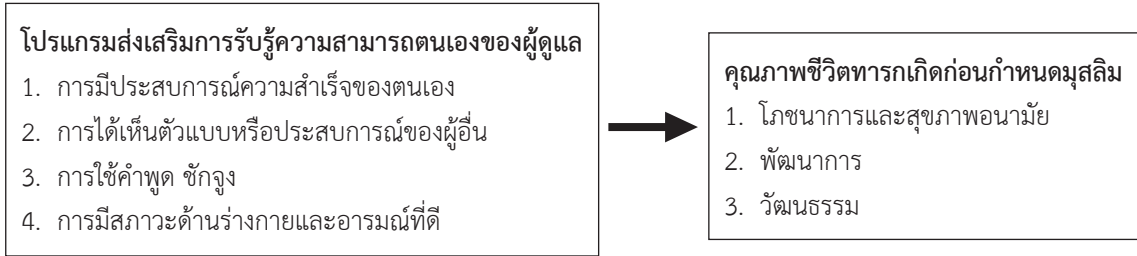 โปรแกรมส่งเสริมการรับรู้ความสามารถตนเองของผู้ดูแล
1. การมีประสบการณ์ความสำเร็จของตนเอง
2. การได้เห็นตัวแบบหรือประสบการณ์ของผู้อื่น
3. การใช้คำพูด ชักจูง
4. การมีสภาวะด้านร่างกายและอารมณ์ที่ดี
คุณภาพชีวิตทารกเกิดก่อนกำหนดมุสลิม
1. โภชนาการและสุขภาพอนามัย
2. พัฒนาการ
3. วัฒนธรรม